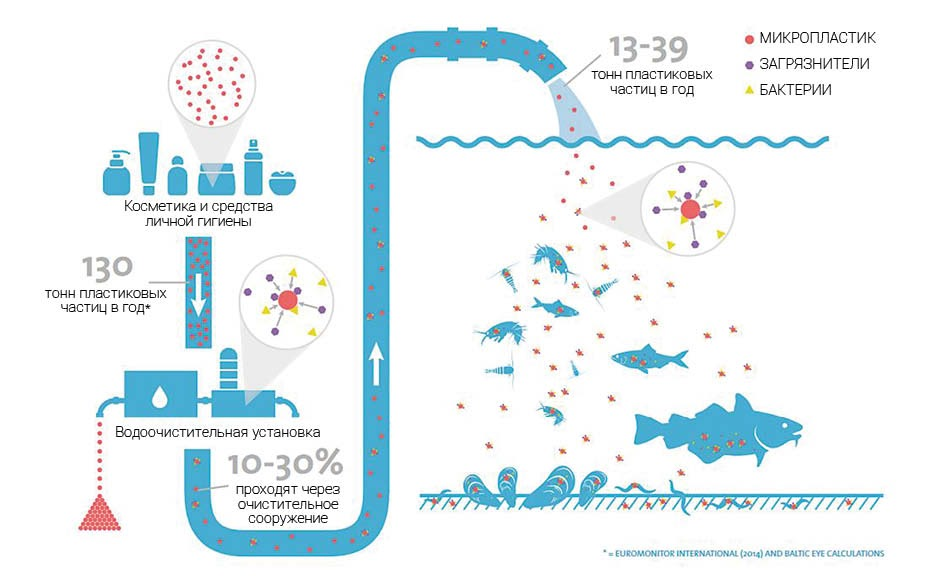 13-39
тонн пластиковых
частиц в год
МИКРОПЛАСТИК
ЗАГРЯЗНИТЕЛИ
БАКТЕРИИ
Косметика и средства
личной гигиены
130
тонн пластиковых
частиц в год*
Водоочистительная установка
10-30%
проходят через
очистительное
сооружение
* = EUROMONITOR INTERNATIONAL (2014) AND BALTIC EYE CALCULATIONS